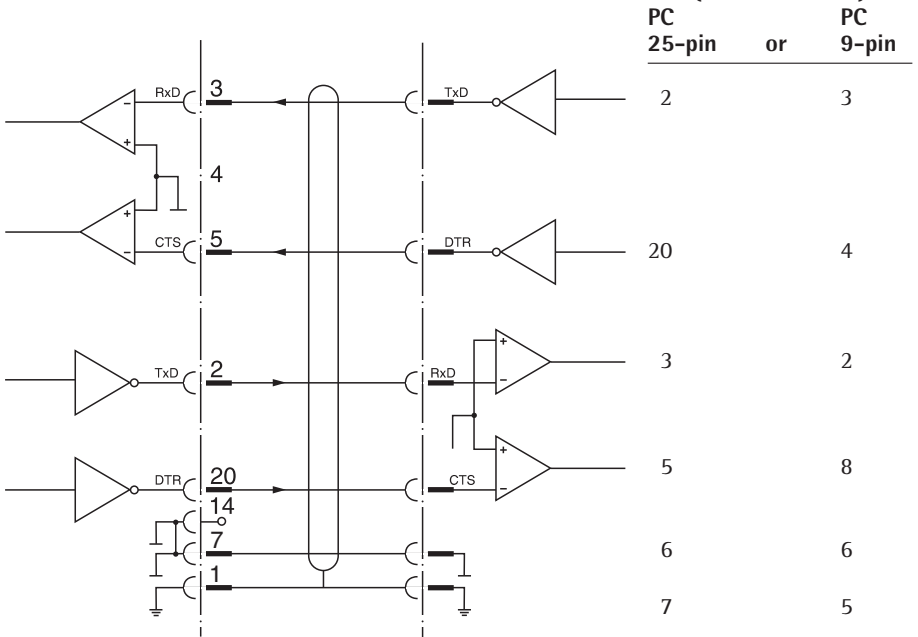 PC PC
25-pin or 9-pin
RxD 3 TxD 2 3
4
CTS 5 DTR 20 4
TxD 2 RxD 3 2
DTR 20 CTS 5 8
14
7 6 6
1
7 5